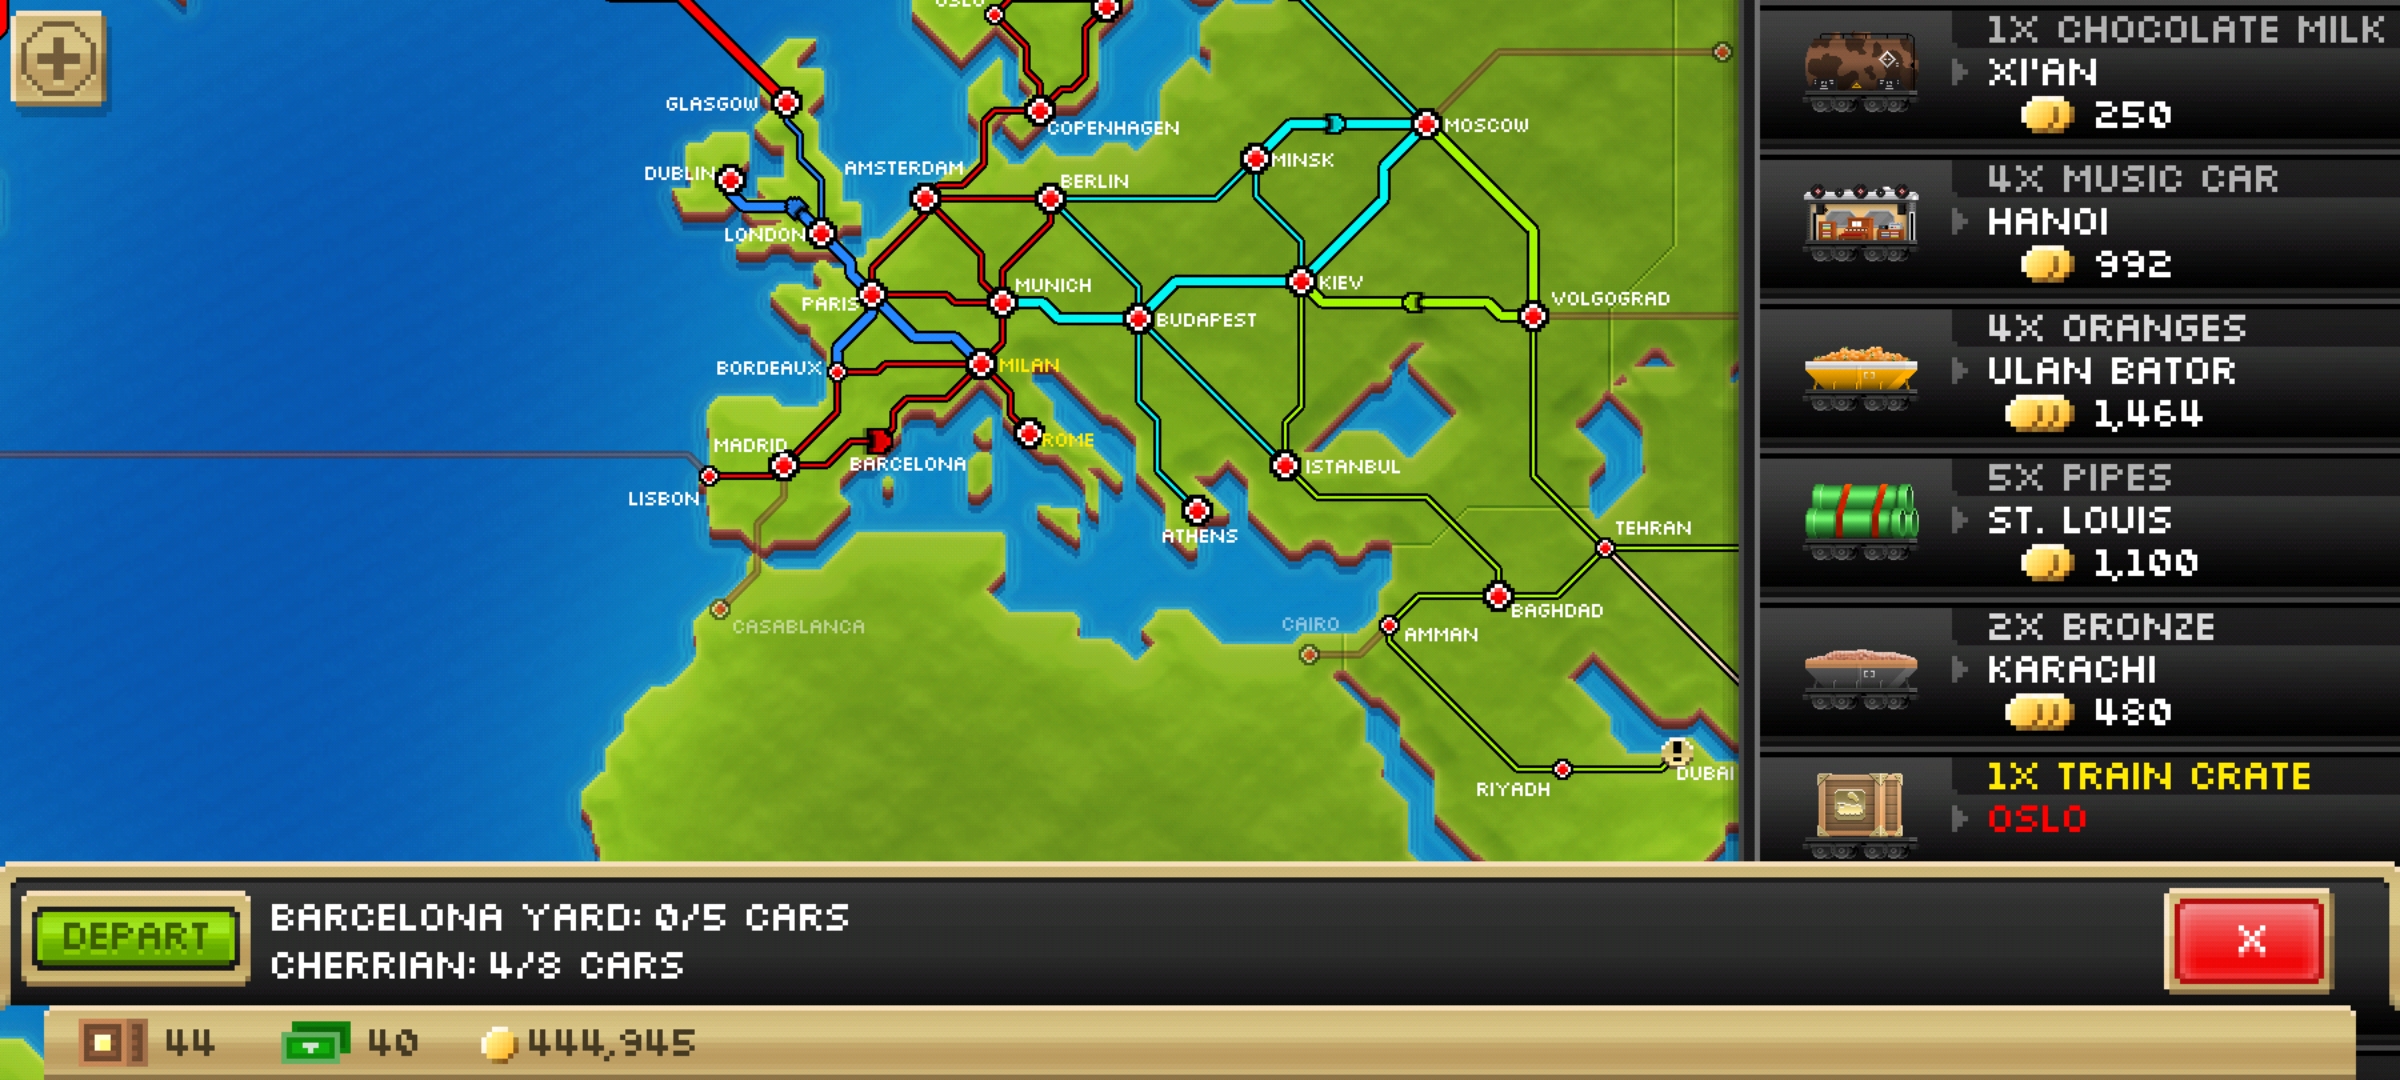 OSLO
GLASGOW
COPENHAGEN
MOSCOW
MINSK
DUBLIN
AMSTERDAM
BERLIN
LONDON
PARIS
MUNICH
KIEV
VOLGOGRAD
BUDAPEST
BORDEAUX
MILAN
MADRID
ROME
BARCELONA
ISTANBUL
LISBON
ATHENS
TEHRAN
CASABLANCA
CAIRO
AMMAN
BAGHDAD
RIYADH
DUBAI
1X CHOCOLATE MILK
XI'AN
250
4X MUSIC CAR
HANOI
992
4X ORANGES
ULAN BATOR
1,464
5X PIPES
ST. LOUIS
1,100
2X BRONZE
KARACHI
480
1X TRAIN CRATE
OSLO
DEPART
BARCELONA YARD: 0/5 CARS
CHERRIAN: 4/8 CARS
X
44
40
444,945